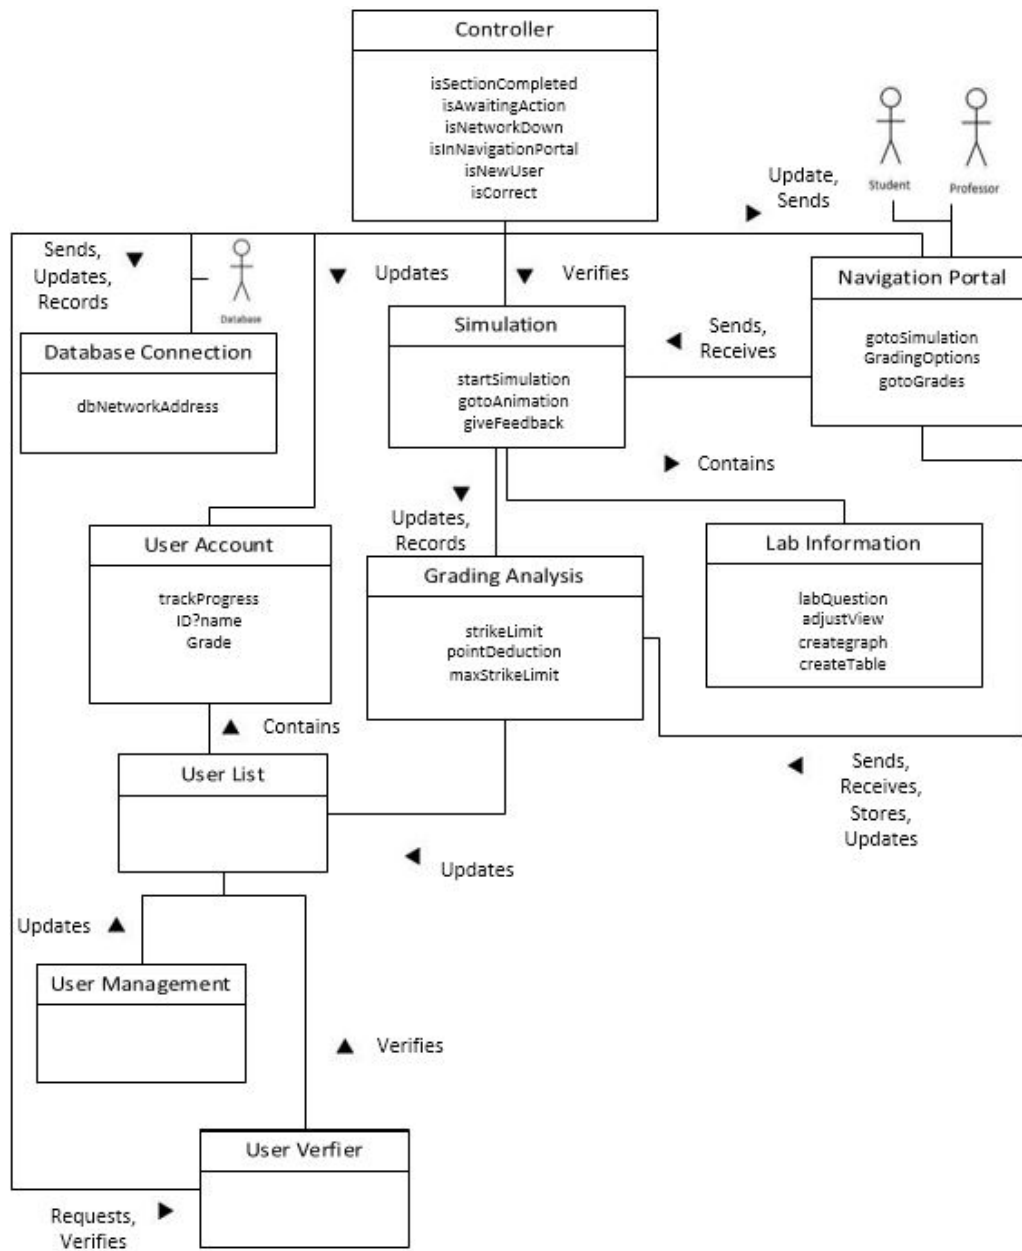 Controller
isSectionCompleted
isAwaitingAction
isNetworkDown
isInNavigationPortal
isNewUser
isCorrect
Student
Professor
Update,
Sends
Sends,
Updates,
Records
Database
Updates
Verifies
Navigation Portal
gotoSimulation
GradingOptions
gotoGrades
Simulation
startSimulation
gotoAnimation
giveFeedback
Sends,
Receives
Database Connection
dbNetworkAddress
Contains
Updates,
Records
User Account
trackProgress
ID?name
Grade
Grading Analysis
strikeLimit
pointDeduction
maxStrikeLimit
Lab Information
labQuestion
adjustView
creategraph
createTable
Contains
User List
Sends,
Receives,
Stores,
Updates
Updates
Updates
User Management
Verifies
User Verfier
Requests,
Verifies